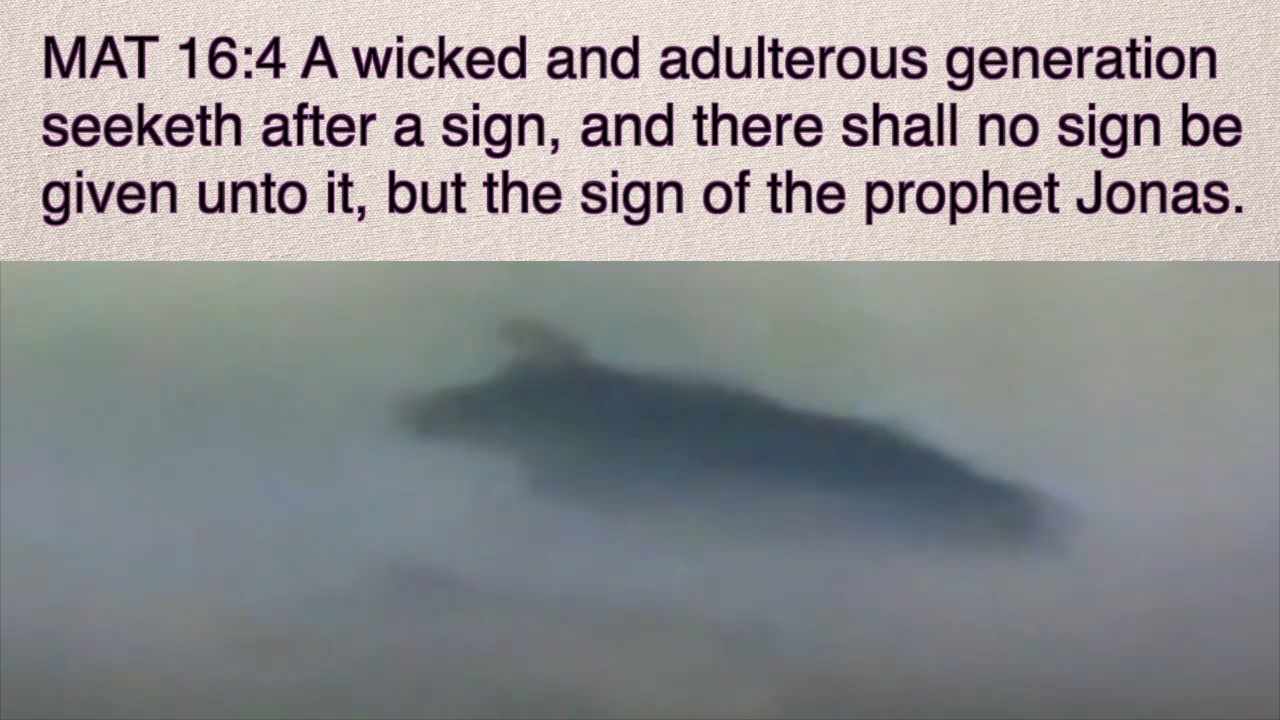 MAT 16:4 A wicked and adulterous generation
seeketh after a sign, and there shall no sign be
given unto it, but the sign of the prophet Jonas.